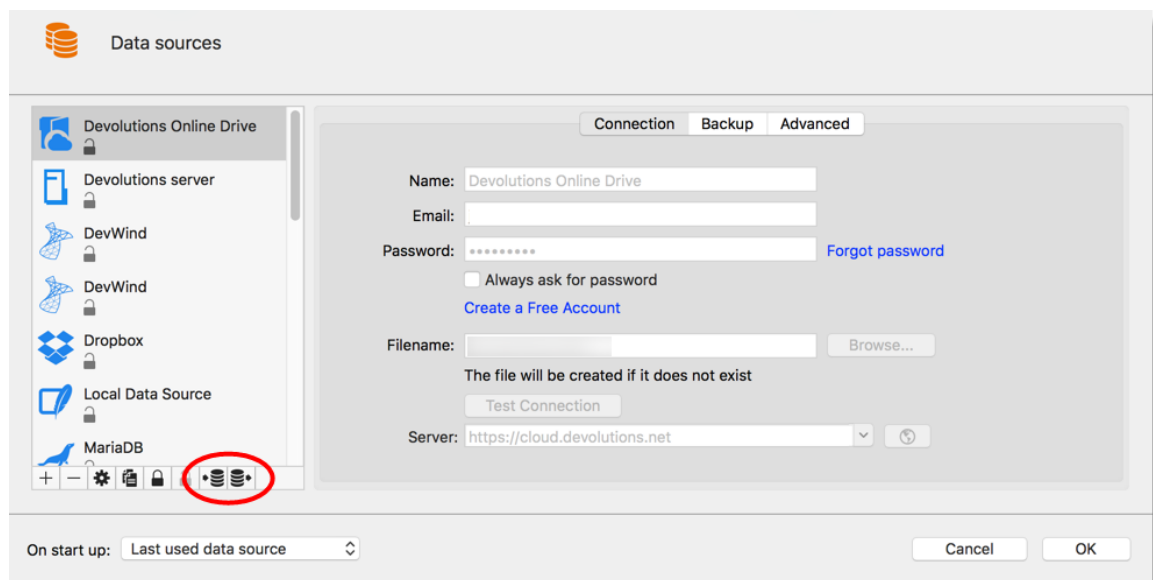 Data sources
Devolutions Online Drive
Devolutions server
DevWind
DevWind
Dropbox
Local Data Source
MariaDB
Connection Backup Advanced
Name: Devolutions Online Drive
Email:
Password: ••••••••• Forgot password
Always ask for password
Create a Free Account
Filename: Browse...
The file will be created if it does not exist
Test Connection
Server: https://cloud.devolutions.net
On start up: Last used data source
Cancel OK